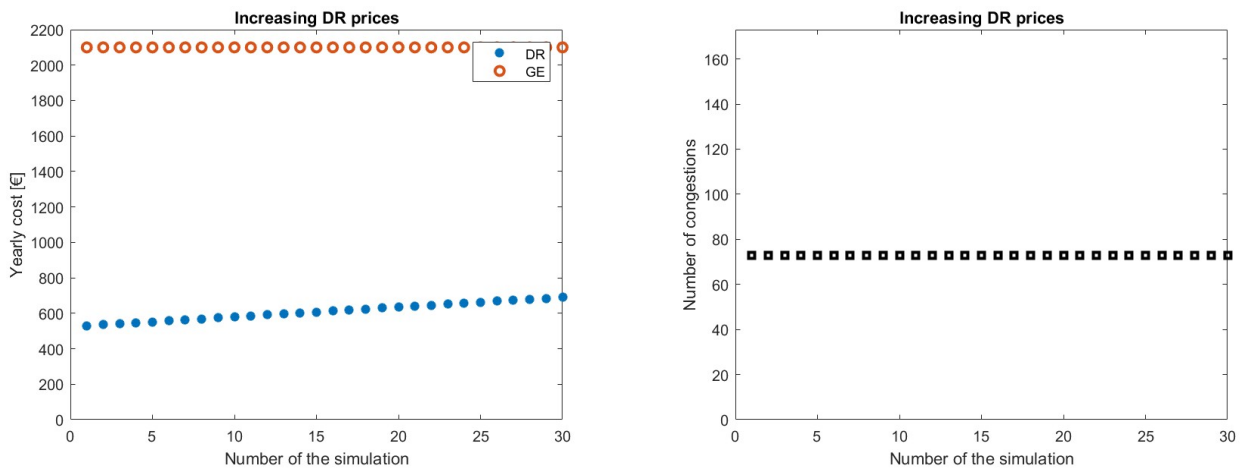 Increasing DR prices
Yearly cost [€]
2200
2000
1800
1600
1400
1200
1000
800
600
400
200
0
DR
GE
0 5 10 15 20 25 30
Number of the simulation
Increasing DR prices
Number of congestions
160
140
120
100
80
60
40
20
0
0 5 10 15 20 25 30
Number of the simulation